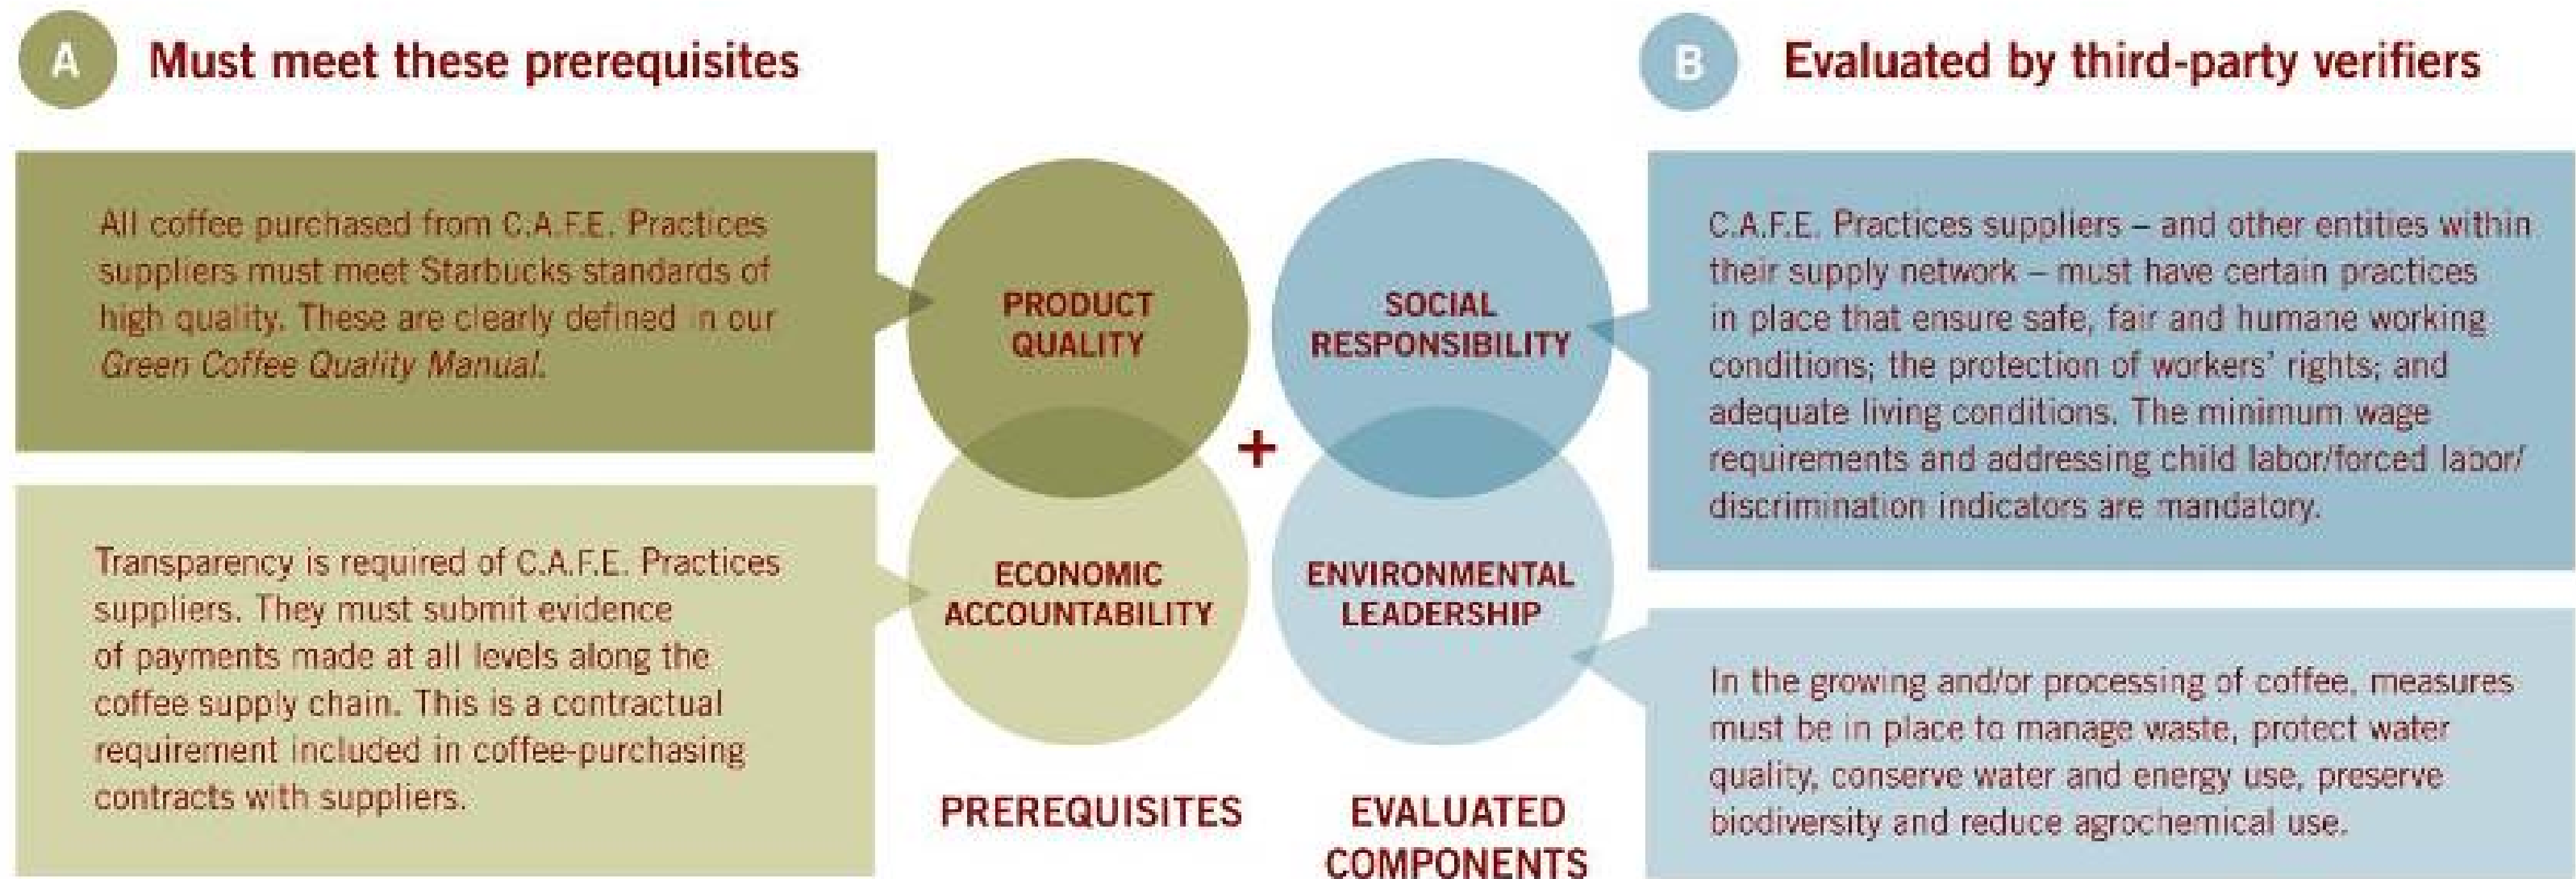 A
Must meet these prerequisites
All coffee purchased from C.A.F.E. Practices
suppliers must meet Starbucks standards of
high quality. These are clearly defined in our
Green Coffee Quality Manual.
Transparency is required of C.A.F.E. Practices
suppliers. They must submit evidence
of payments made at all levels along the
coffee supply chain. This is a contractual
requirement included in coffee-purchasing
contracts with suppliers.
PRODUCT
QUALITY
ECONOMIC
ACCOUNTABILITY
PREREQUISITES
+
SOCIAL
RESPONSIBILITY
ENVIRONMENTAL
LEADERSHIP
EVALUATED
COMPONENTS
B
Evaluated by third-party verifiers
C.A.F.E. Practices suppliers – and other entities within
their supply network – must have certain practices
in place that ensure safe, fair and humane working
conditions; the protection of workers' rights; and
adequate living conditions. The minimum wage
requirements and addressing child labor/forced labor/
discrimination indicators are mandatory.
In the growing and/or processing of coffee, measures
must be in place to manage waste, protect water
quality, conserve water and energy use, preserve
biodiversity and reduce agrochemical use.